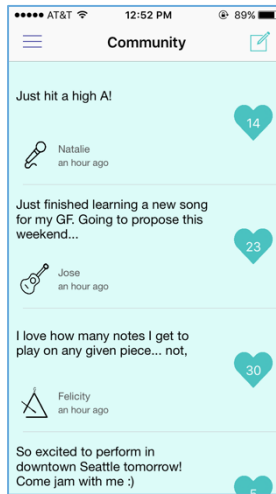 AT&T 12:52 PM 89%
Community
Just hit a high A!
14
Natalie
an hour ago
Just finished learning a new song
for my GF. Going to propose this
weekend...
23
Jose
an hour ago
I love how many notes I get to
play on any given piece... not,
30
Felicity
an hour ago
So excited to perform in
downtown Seattle tomorrow!
Come jam with me :)
5